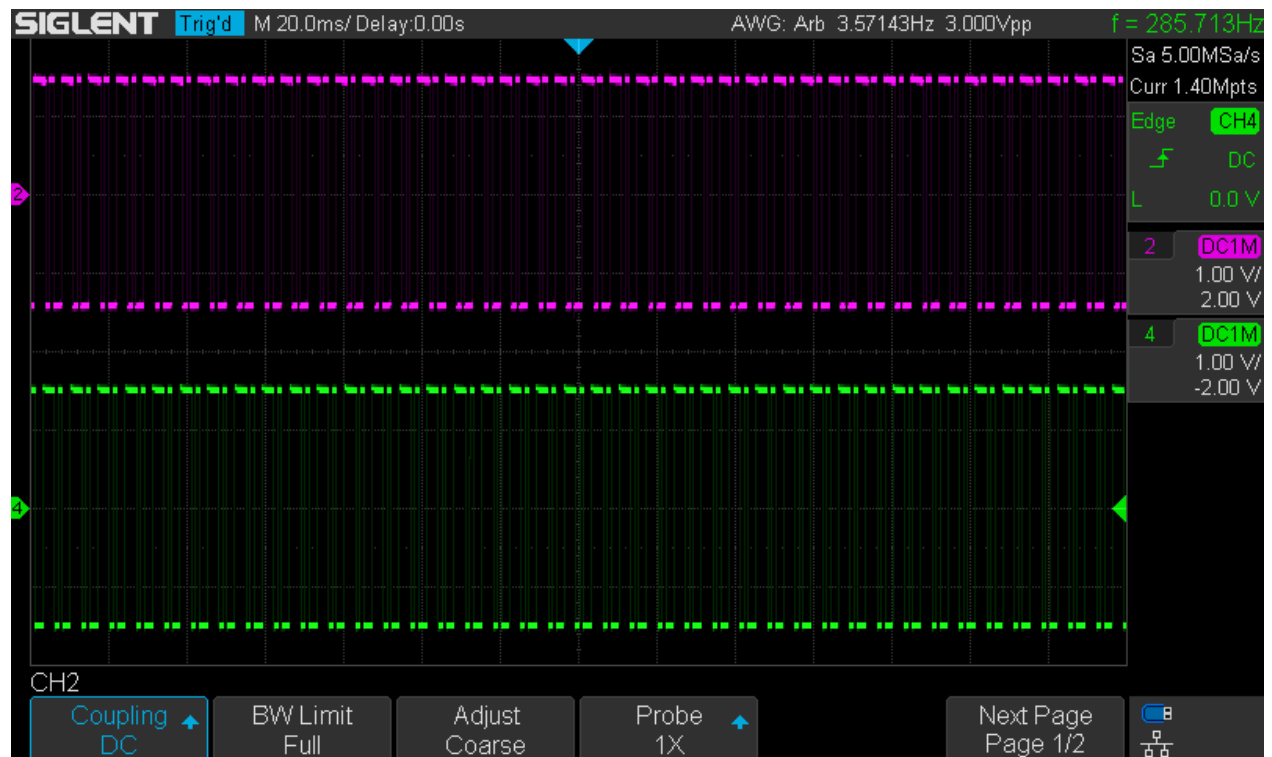 SIGLENT Trig'd M 20.0ms/ Delay:0.00s AWG: Arb 3.57143Hz 3.000Vpp f = 285.713Hz
Sa 5.00MSa/s
Curr 1.40Mpts
Edge CH4
DC
L 0.0 V
2
2 DC1M
1.00 V/
2.00 V
4 DC1M
1.00 V/
-2.00 V
4
CH2
Coupling BW Limit Adjust Probe Next Page
DC Full Coarse 1X Page 1/2